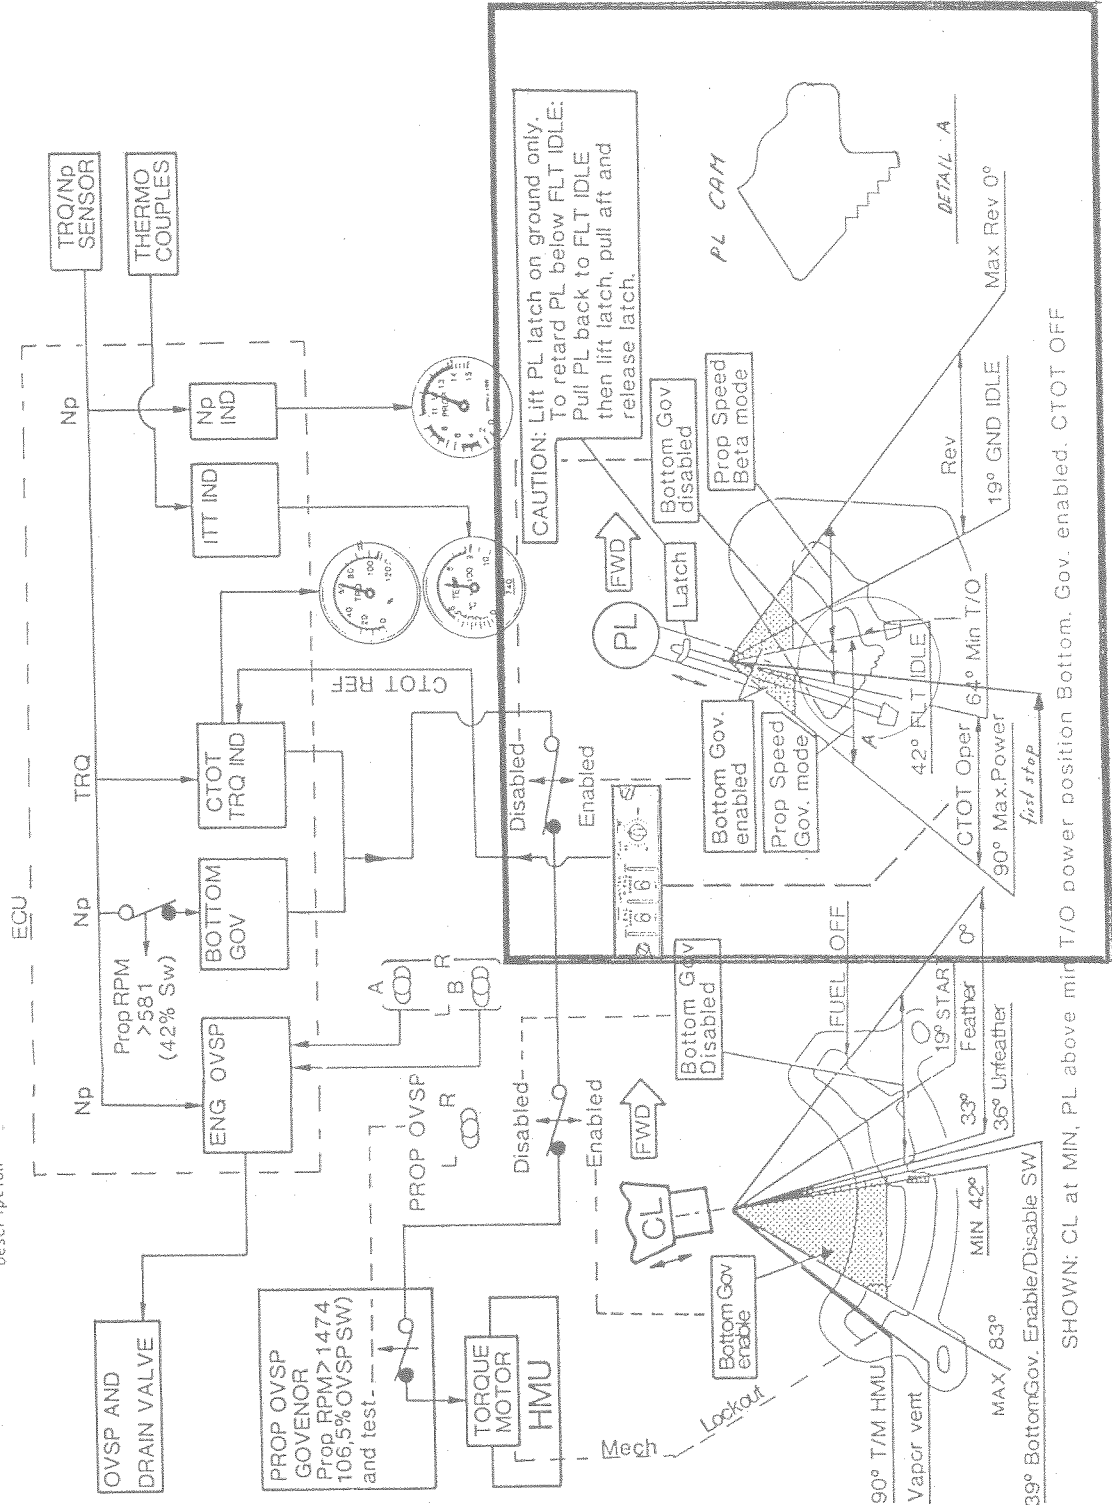 Description
ECU
TRQ/Np
SENSOR
THERMO
COUPLES
Np
TRQ
Np
Np
Prop RPM
>581
(42% Sw)
ENG OVSP
BOTTOM
GOV
CTOT
TRQ IND
ITT IND
Np
IND
CTOT REF
OVSP AND
DRAIN VALVE
A
L
R
B
PROP OVSP
L
R
PROP OVSP
GOVENOR
Prop RPM>1474
106,5% OVSP SW)
and test
TORQUE
MOTOR
HMU
Disabled
Enabled
Disabled
Enabled
Mech
Lockout
CL
FWD
Bottom Gov
enable
Bottom Gov
Disabled
FUEL OFF
0°
19° STAR
Feather
33°
36° Unfeather
MIN 42°
39° BottomGov. Enable/Disable SW
MAX 83°
90° T/M HMU
Vapor vent
CAUTION: Lift PL latch on ground only.
To retard PL below FLT IDLE:
Pull PL back to FLT IDLE
then lift latch, pull aft and
release latch.
PL
FWD
Latch
Bottom Gov
disabled
Prop Speed
Beta mode
Bottom Gov.
enabled
Prop Speed
Gov. mode
A
42° FLT IDLE
64° Min T/O
CTOT Oper
90° Max.Power
first stop
Rev
19° GND IDLE
Max Rev 0°
PL CAM
DETAIL A
SHOWN: CL at MIN, PL above min T/O power position Bottom. Gov. enabled. CTOT OFF